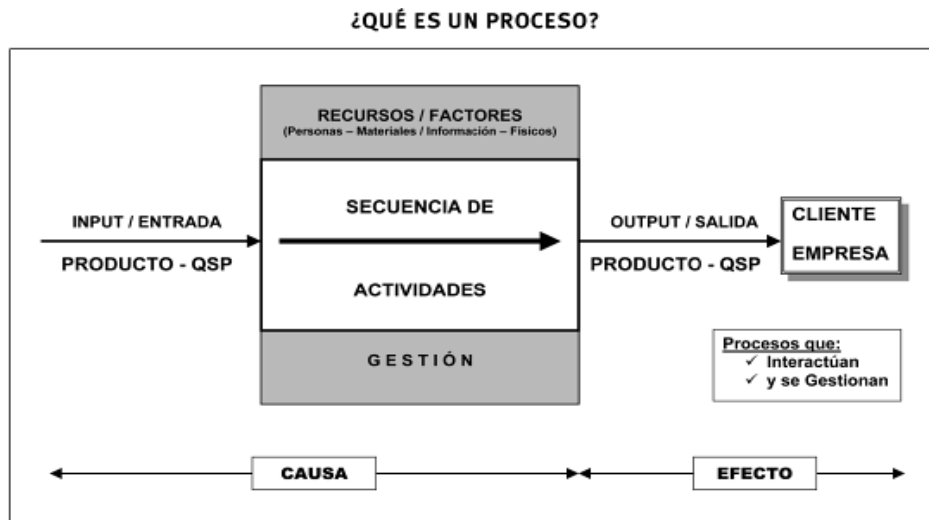 ¿QUÉ ES UN PROCESO?
RECURSOS / FACTORES
(Personas – Materiales / Información – Físicos)
INPUT / ENTRADA
PRODUCTO - QSP
SECUENCIA DE
ACTIVIDADES
OUTPUT / SALIDA
PRODUCTO - QSP
CLIENTE
EMPRESA
GESTIÓN
Procesos que:
✓ Interactúan
✓ y se Gestionan
CAUSA
EFECTO